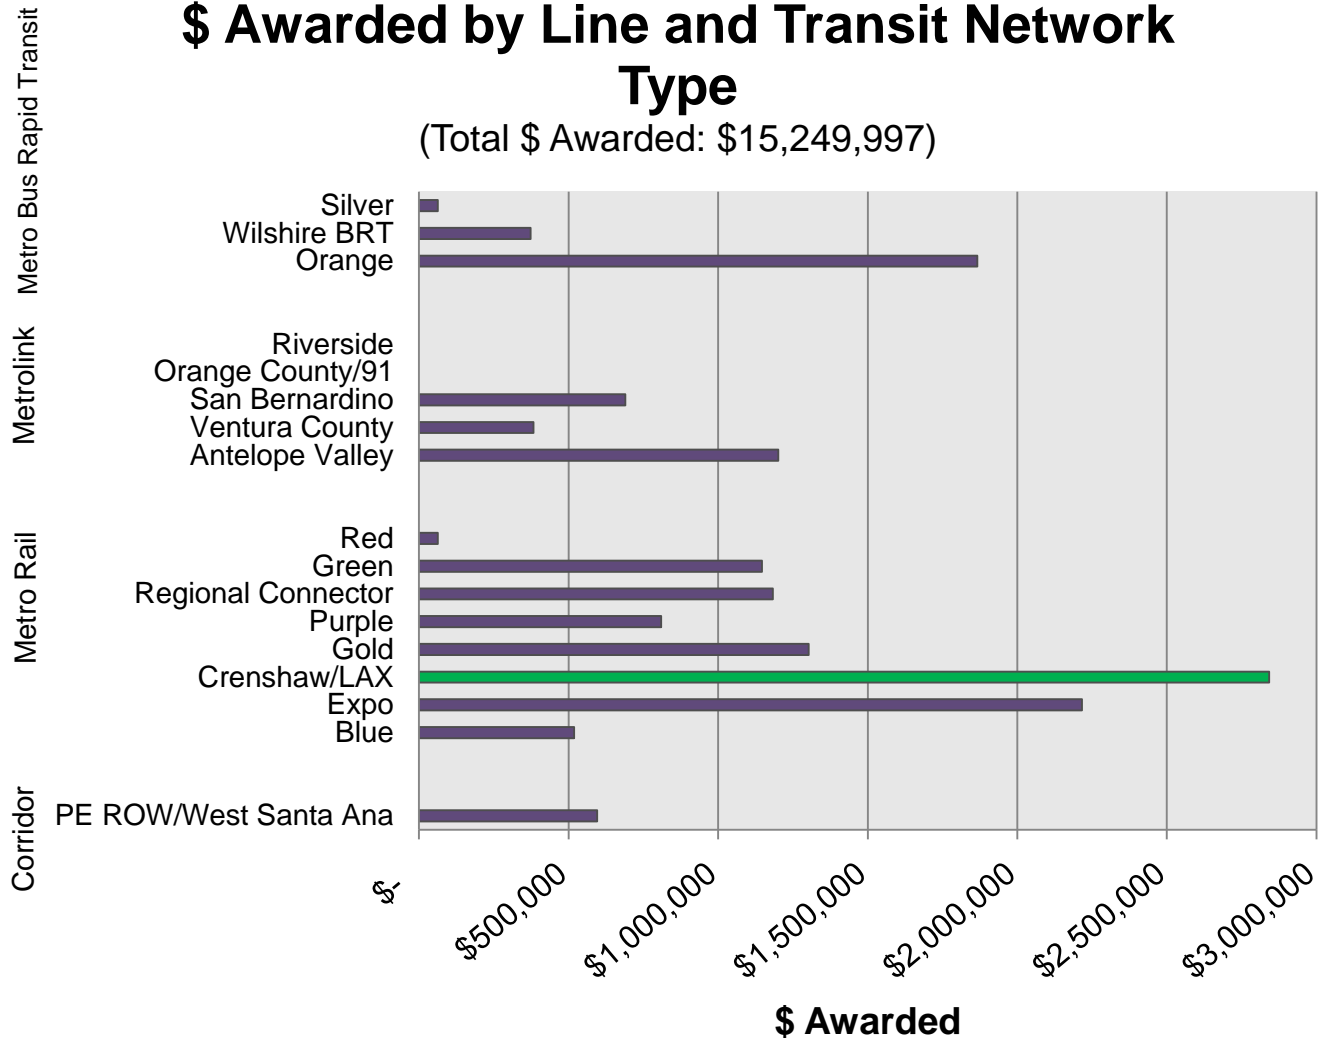 $ Awarded by Line and Transit Network
Type
(Total $ Awarded: $15,249,997)
Metro Bus Rapid Transit
Silver
Wilshire BRT
Orange
Metrolink
Riverside
Orange County/91
San Bernardino
Ventura County
Antelope Valley
Metro Rail
Red
Green
Regional Connector
Purple
Gold
Crenshaw/LAX
Expo
Blue
Corridor
PE ROW/West Santa Ana
$-
$500,000
$1,000,000
$1,500,000
$2,000,000
$2,500,000
$3,000,000
$ Awarded